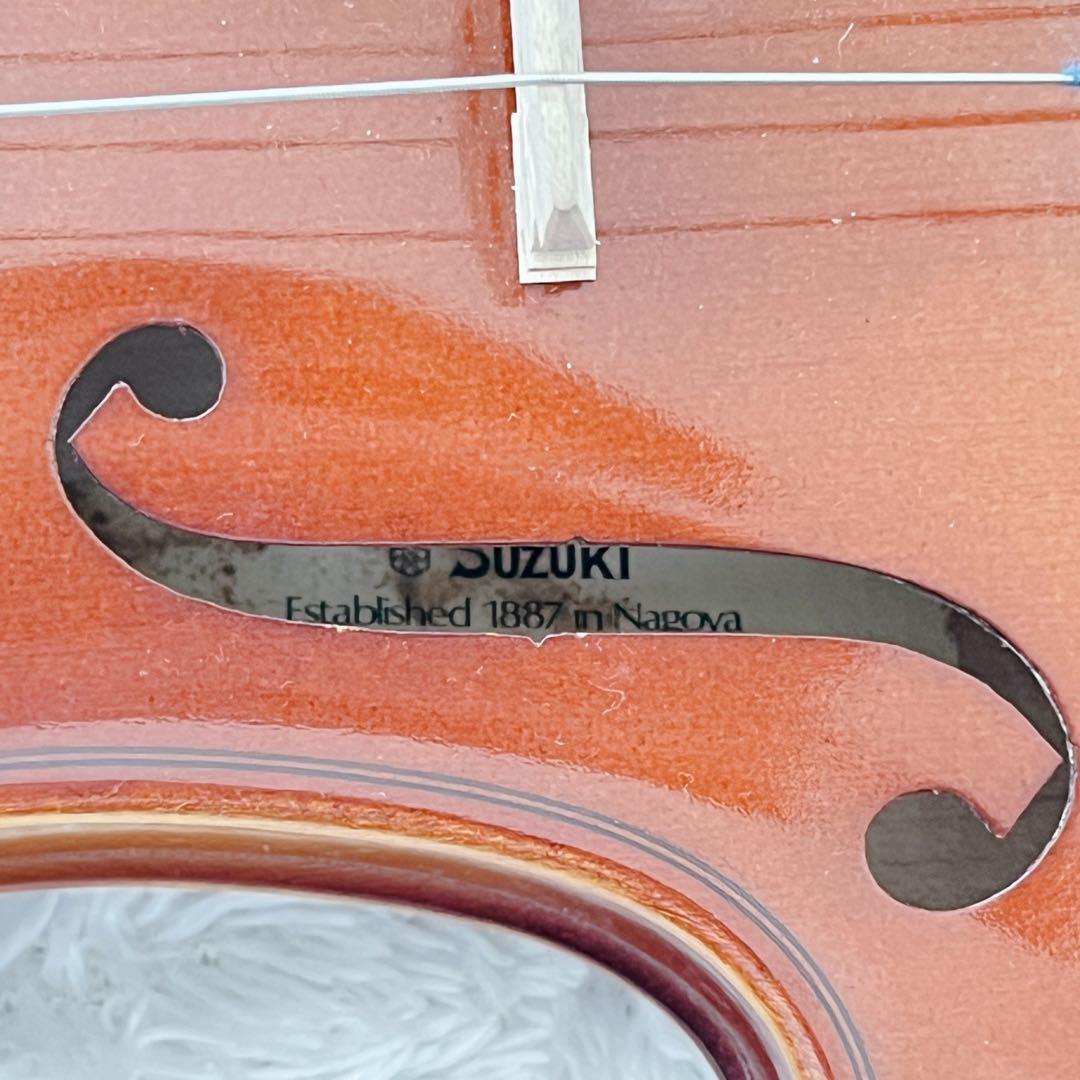 SUZUKI
Established 1887 in Nagoya